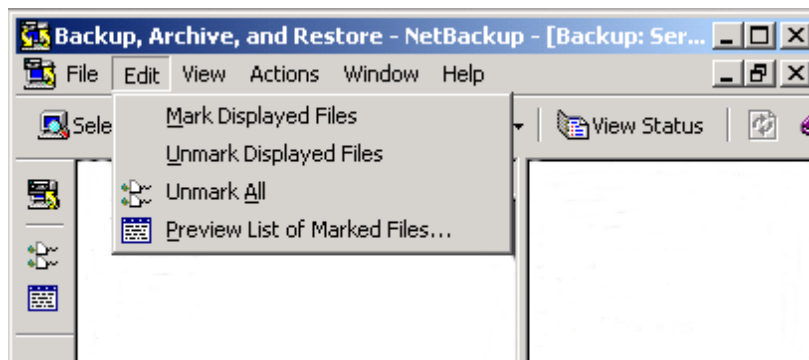 Backup, Archive, and Restore - NetBackup - [Backup: Ser...
File Edit View Actions Window Help
Sele View Status
Mark Displayed Files
Unmark Displayed Files
Unmark All
Preview List of Marked Files...